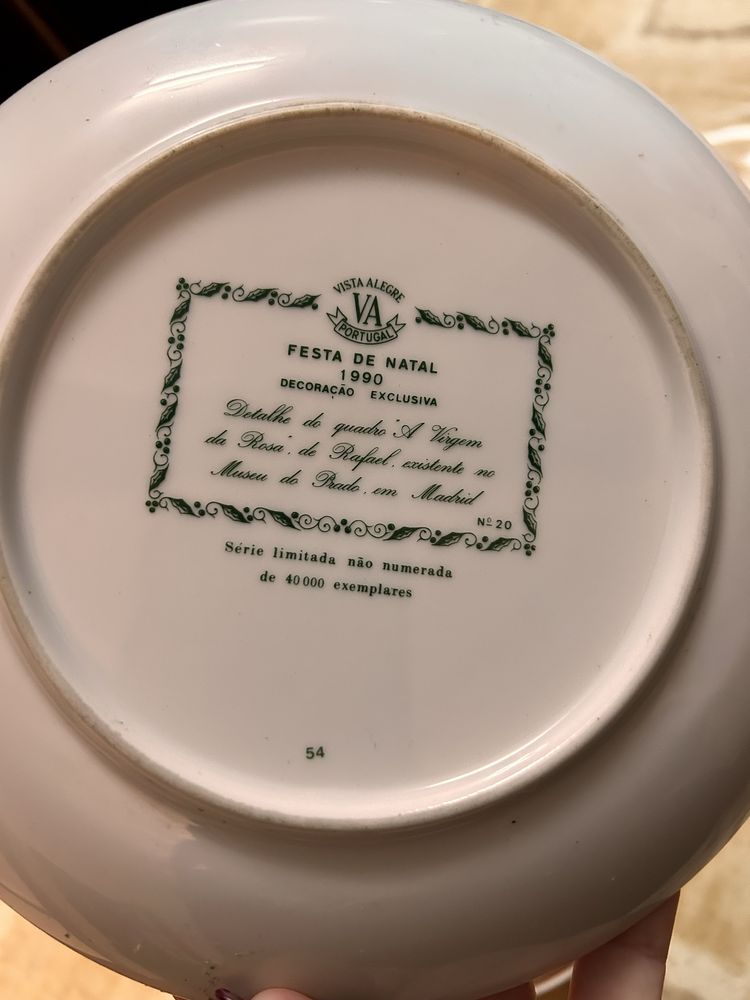 VISTA ALEGRE
VA
PORTUGAL
FESTA DE NATAL
1990
DECORAÇÃO EXCLUSIVA
Detalhe do quadro "A Virgem
da Rosa", de Rafael, existente no
Museu do Prado, em Madrid
Nº 20
Série limitada não numerada
de 40000 exemplares
54